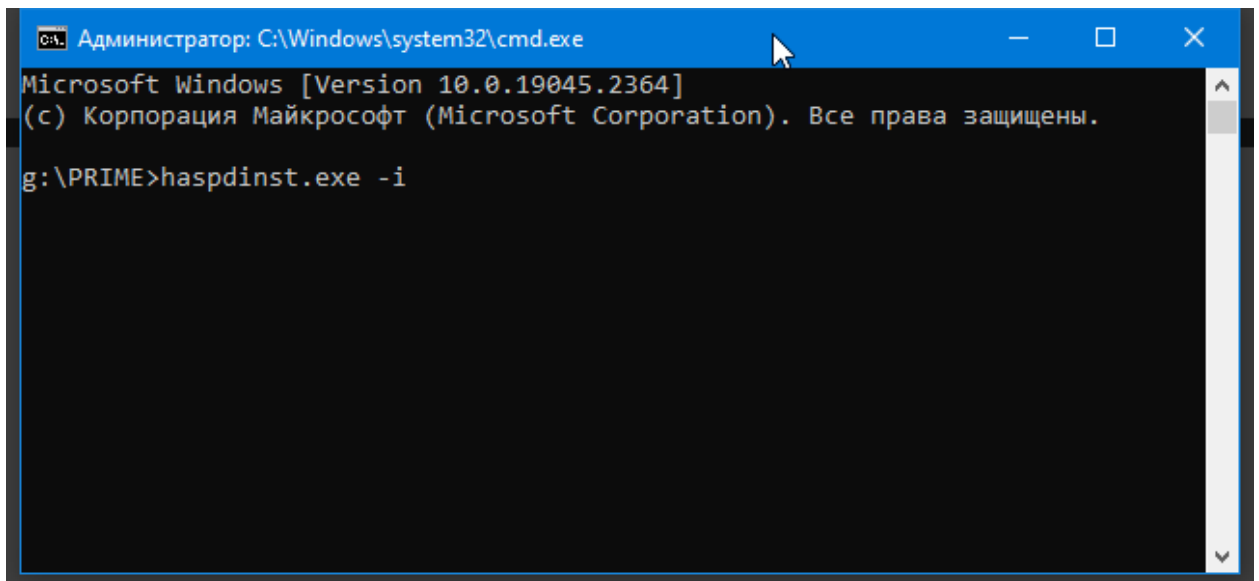 Администратор: C:\Windows\system32\cmd.exe
Microsoft Windows [Version 10.0.19045.2364]
(c) Корпорация Майкрософт (Microsoft Corporation). Все права защищены.
g:\PRIME>haspdinst.exe -i